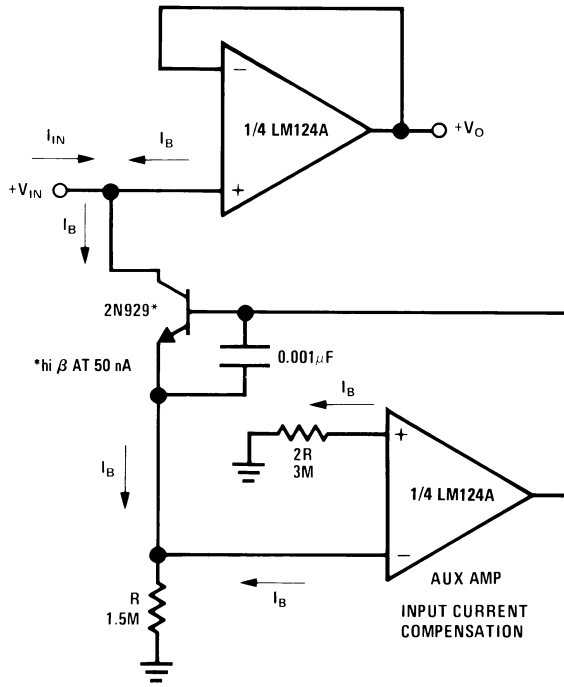 −
1/4 LM124A
+VO
IIN
IB
+
+VIN
IB
2N929*
0.001μF
*hi β AT 50 nA
IB
+
2R
3M
1/4 LM124A
IB
−
IB
R
1.5M
AUX AMP
INPUT CURRENT
COMPENSATION